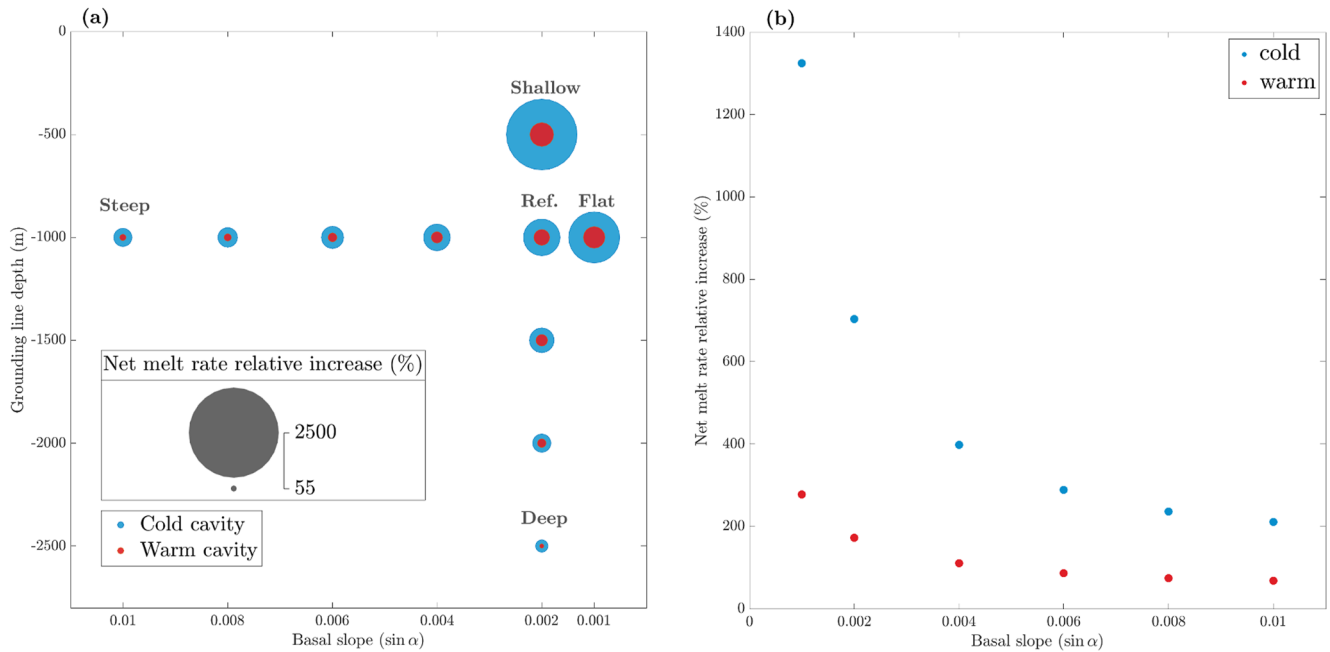 (a)
0
-500
-1000
-1500
-2000
-2500
Grounding line depth (m)
Shallow
Steep
Ref.
Flat
Deep
Net melt rate relative increase (%)
2500
55
Cold cavity
Warm cavity
0.01
0.008
0.006
0.004
0.002
0.001
Basal slope (sin α)
(b)
1400
1200
1000
800
600
400
200
0
Net melt rate relative increase (%)
cold
warm
0
0.002
0.004
0.006
0.008
0.01
Basal slope (sin α)